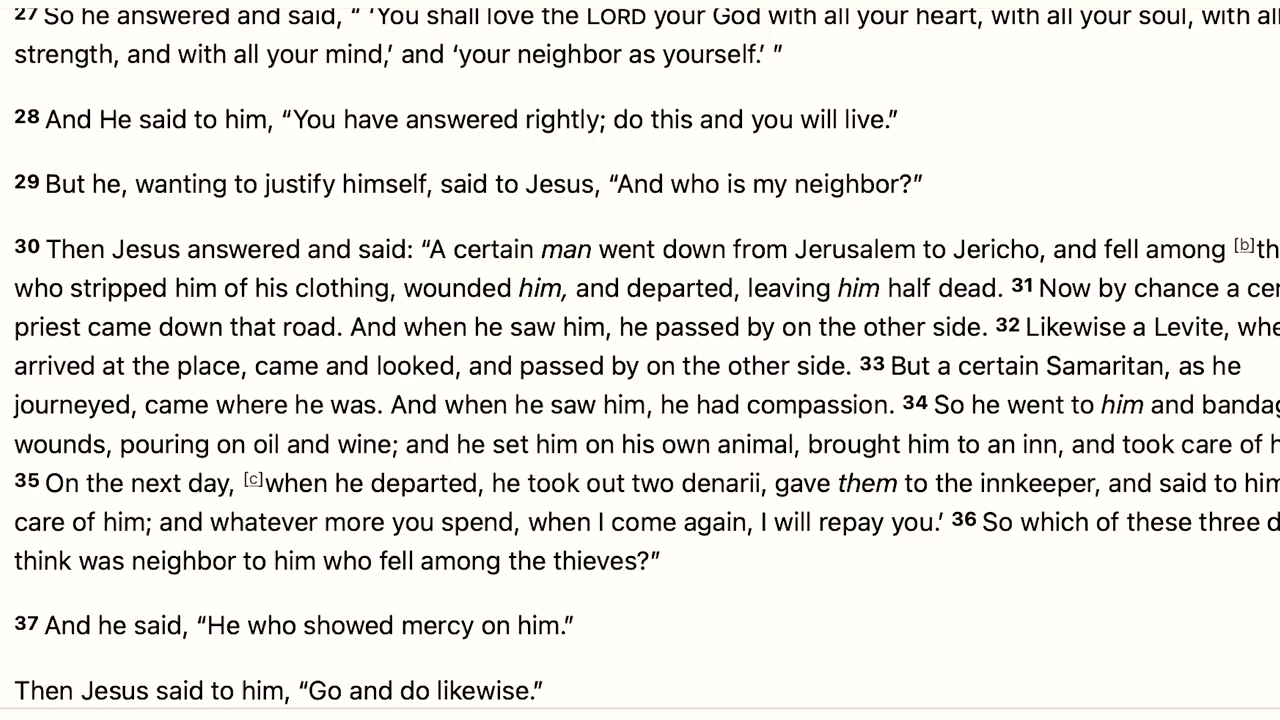 27 So he answered and said, “ ‘You shall love the LORD your God with all your heart, with all your soul, with all
strength, and with all your mind,’ and ‘your neighbor as yourself.’ ”
28 And He said to him, “You have answered rightly; do this and you will live.”
29 But he, wanting to justify himself, said to Jesus, “And who is my neighbor?”
30 Then Jesus answered and said: “A certain man went down from Jerusalem to Jericho, and fell among [b]th
who stripped him of his clothing, wounded him, and departed, leaving him half dead. 31 Now by chance a cer
priest came down that road. And when he saw him, he passed by on the other side. 32 Likewise a Levite, whe
arrived at the place, came and looked, and passed by on the other side. 33 But a certain Samaritan, as he
journeyed, came where he was. And when he saw him, he had compassion. 34 So he went to him and bandag
wounds, pouring on oil and wine; and he set him on his own animal, brought him to an inn, and took care of h
35 On the next day, [c]when he departed, he took out two denarii, gave them to the innkeeper, and said to him
care of him; and whatever more you spend, when I come again, I will repay you.’ 36 So which of these three d
think was neighbor to him who fell among the thieves?”
37 And he said, “He who showed mercy on him.”
Then Jesus said to him, “Go and do likewise.”